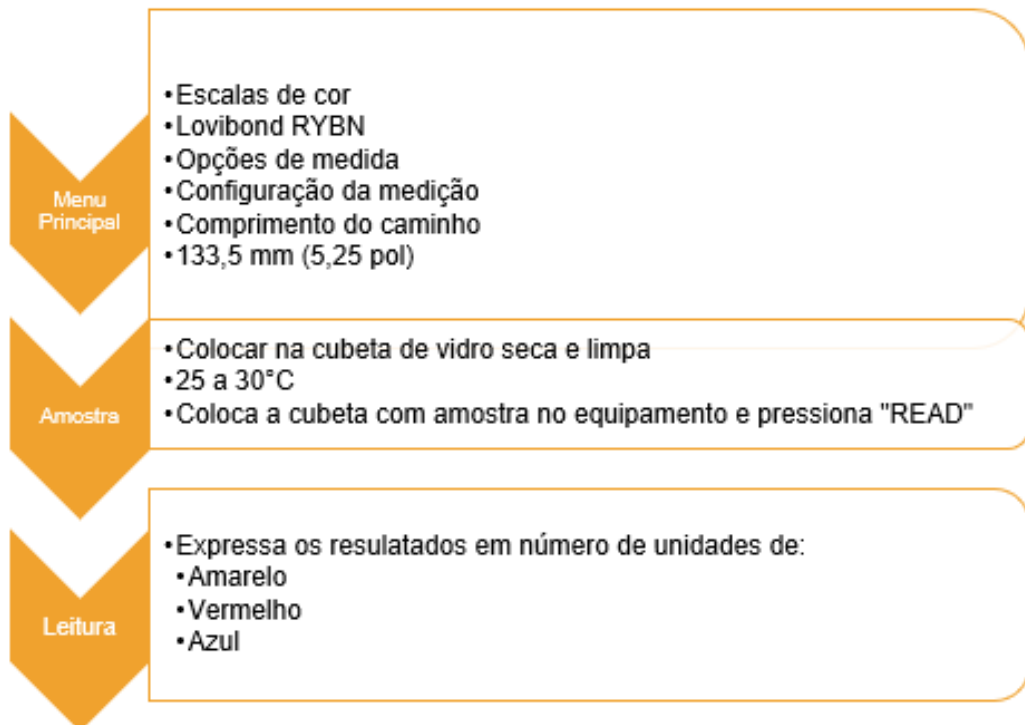 Menu
Principal
•Escalas de cor
•Lovibond RYBN
•Opções de medida
•Configuração da medição
•Comprimento do caminho
•133,5 mm (5,25 pol)
Amostra
•Colocar na cubeta de vidro seca e limpa
•25 a 30°C
•Coloca a cubeta com amostra no equipamento e pressiona "READ"
Leitura
•Expressa os resulatados em número de unidades de:
•Amarelo
•Vermelho
•Azul